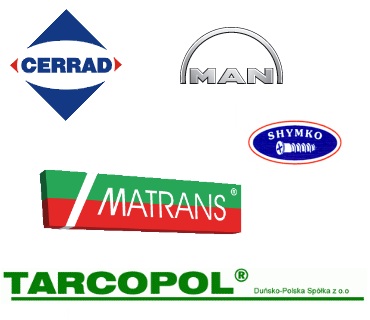 CERRAD
MAN
SHYMKO
MATRANS®
TARCOPOL®
Duńsko-Polska Spółka z o.o